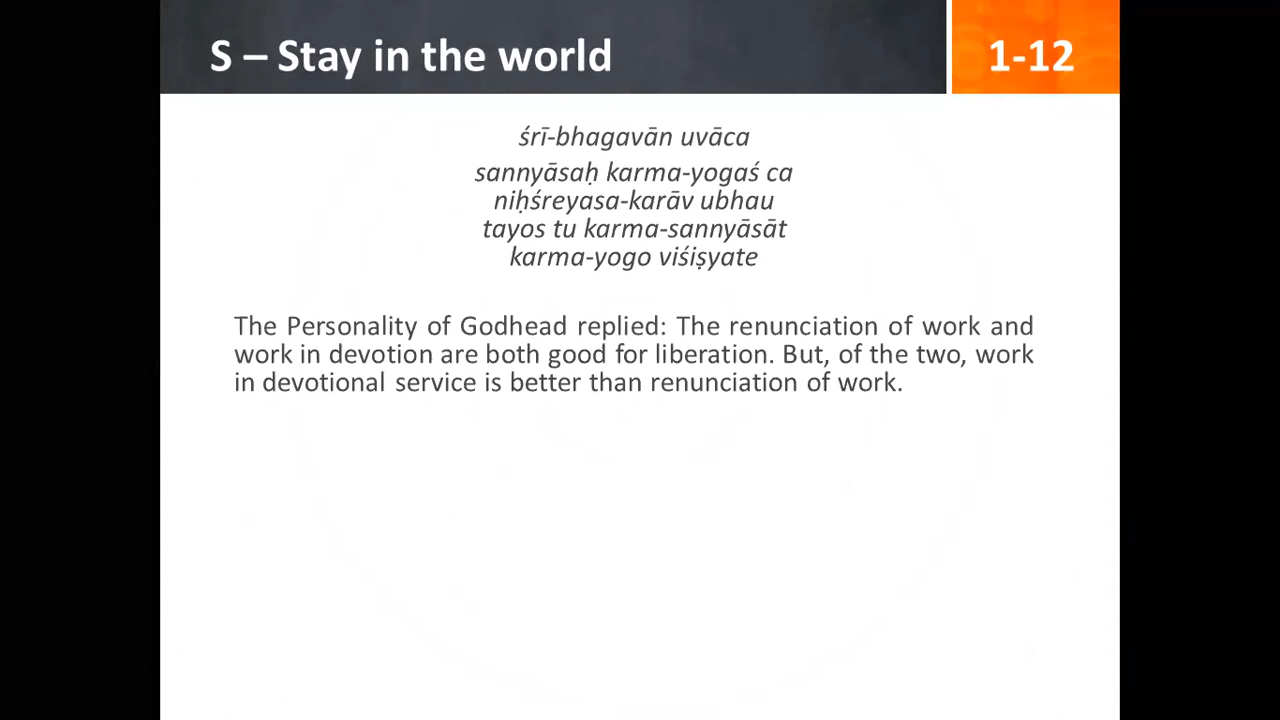 S – Stay in the world
1-12
śrī-bhagavān uvāca
sannyāsaḥ karma-yogaś ca
niḥśreyasa-karāv ubhau
tayos tu karma-sannyāsāt
karma-yogo viśiṣyate
The Personality of Godhead replied: The renunciation of work and
work in devotion are both good for liberation. But, of the two, work
in devotional service is better than renunciation of work.